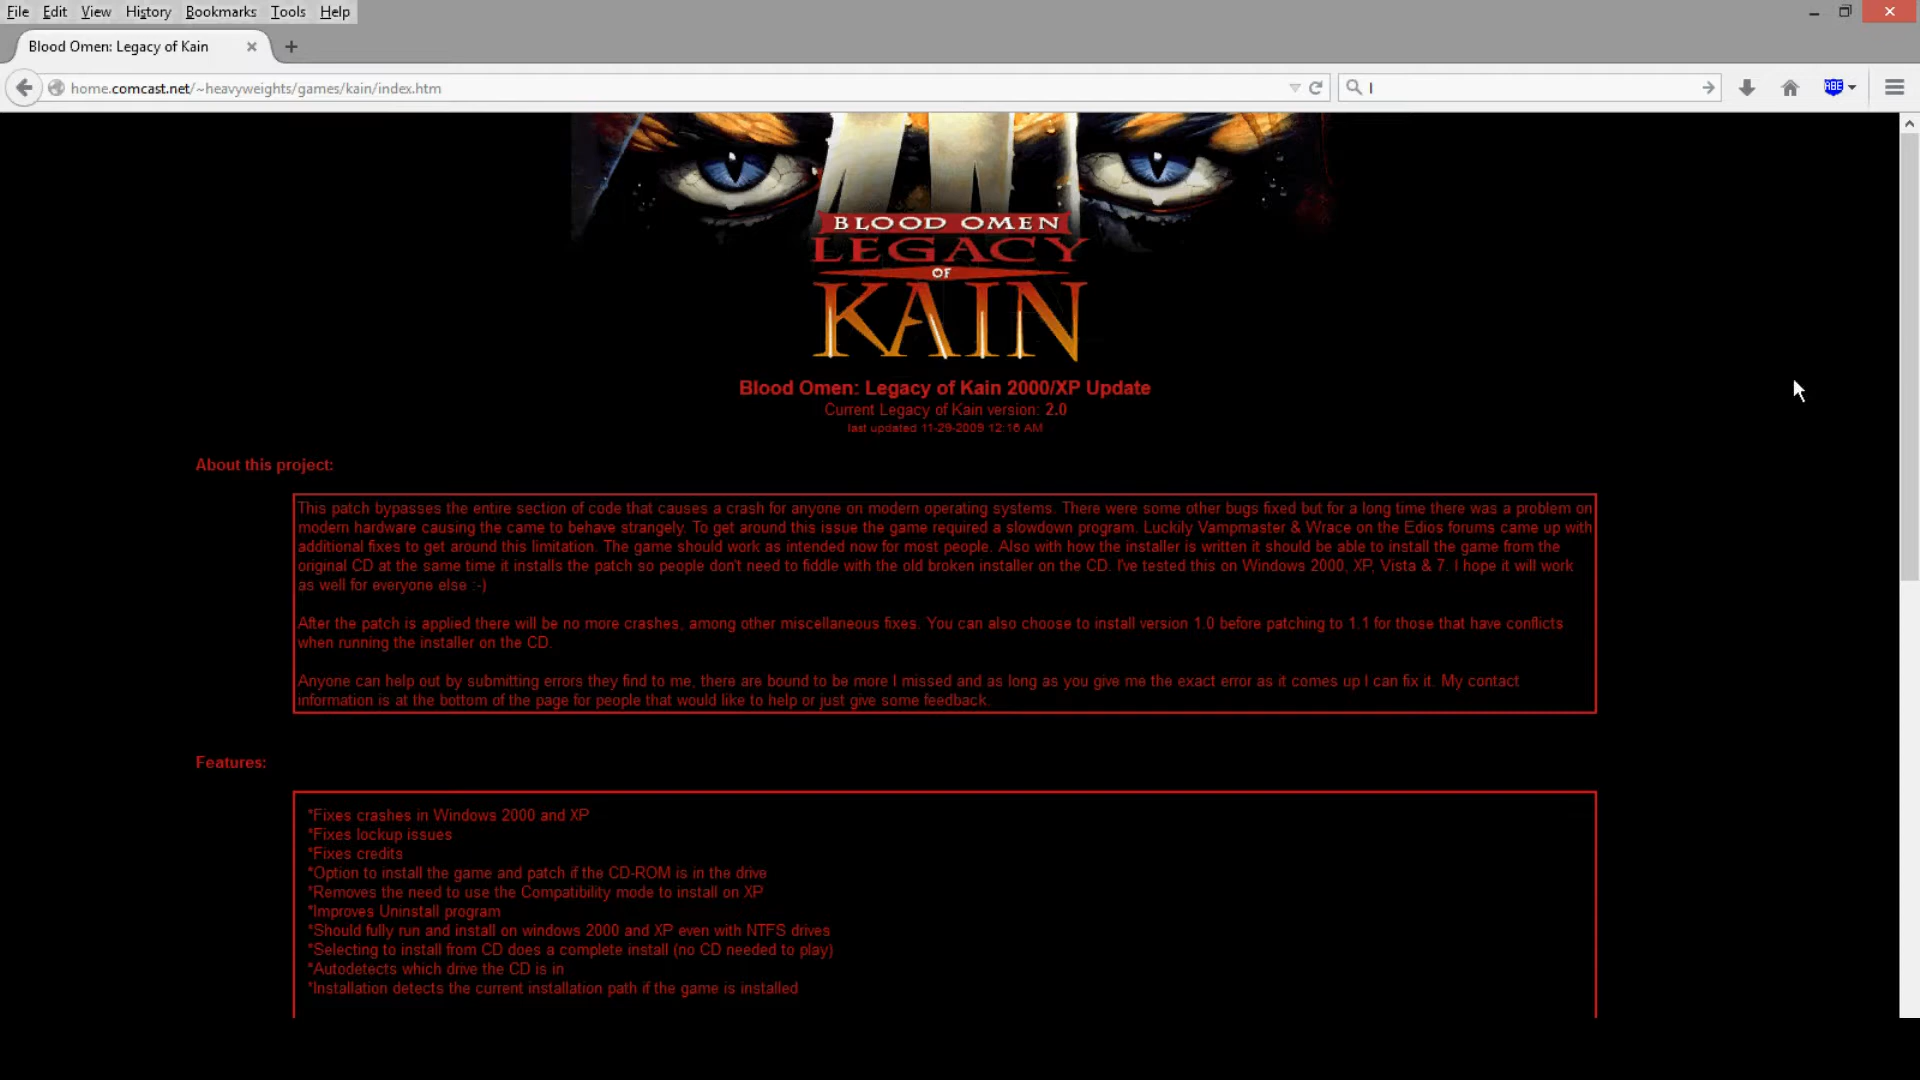 File Edit View History Bookmarks Tools Help
Blood Omen: Legacy of Kain
home.comcast.net/~heavyweights/games/kain/index.htm
ABE
BLOOD OMEN
LEGACY
OF
KAIN
Blood Omen: Legacy of Kain 2000/XP Update
Current Legacy of Kain version: 2.0
last updated 11-29-2009 12:16 AM
About this project:
This patch bypasses the entire section of code that causes a crash for anyone on modern operating systems. There were some other bugs fixed but for a long time there was a problem on
modern hardware causing the came to behave strangely. To get around this issue the game required a slowdown program. Luckily Vampmaster & Wrace on the Edios forums came up with
additional fixes to get around this limitation. The game should work as intended now for most people. Also with how the installer is written it should be able to install the game from the
original CD at the same time it installs the patch so people don't need to fiddle with the old broken installer on the CD. I've tested this on Windows 2000, XP, Vista & 7. I hope it will work
as well for everyone else :-)
After the patch is applied there will be no more crashes, among other miscellaneous fixes. You can also choose to install version 1.0 before patching to 1.1 for those that have conflicts
when running the installer on the CD.
Anyone can help out by submitting errors they find to me, there are bound to be more I missed and as long as you give me the exact error as it comes up I can fix it. My contact
information is at the bottom of the page for people that would like to help or just give some feedback.
Features:
*Fixes crashes in Windows 2000 and XP
*Fixes lockup issues
*Fixes credits
*Option to install the game and patch if the CD-ROM is in the drive
*Removes the need to use the Compatibility mode to install on XP
*Improves Uninstall program
*Should fully run and install on windows 2000 and XP even with NTFS drives
*Selecting to install from CD does a complete install (no CD needed to play)
*Autodetects which drive the CD is in
*Installation detects the current installation path if the game is installed